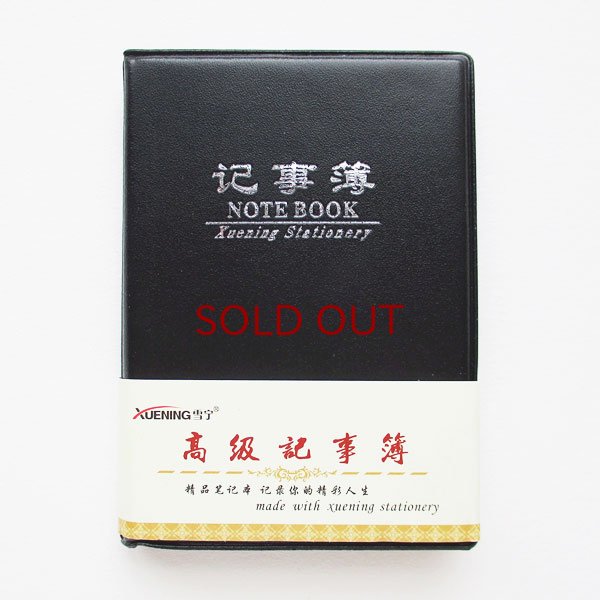 记事簿
NOTE BOOK
Xuening Stationery
SOLD OUT
XUENING雪宁®
高级記事簿
精品笔记本 记录你的精彩人生
made with xuening stationery